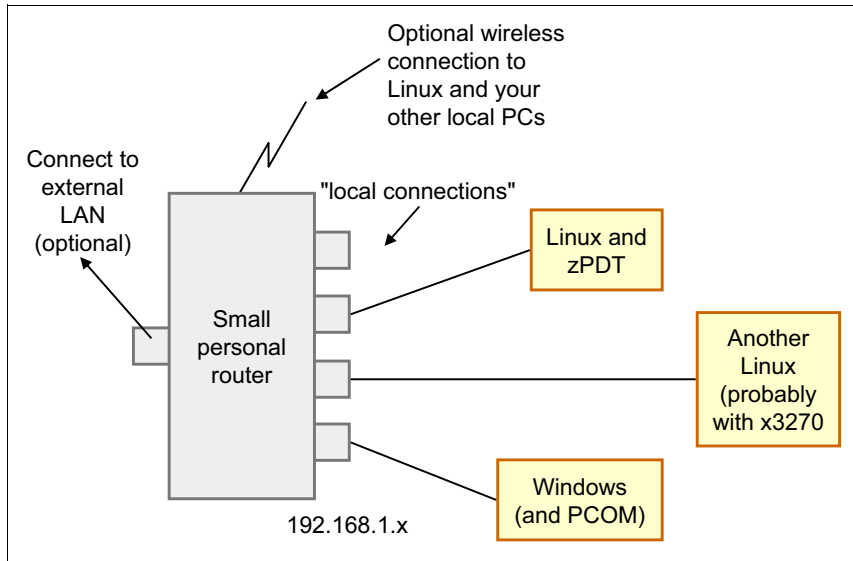 Optional wireless
connection to
Linux and your
other local PCs
Connect to
external
LAN
(optional)
"local connections"
Linux and
zPDT
Small
personal
router
Another
Linux
(probably
with x3270
Windows
(and PCOM)
192.168.1.x